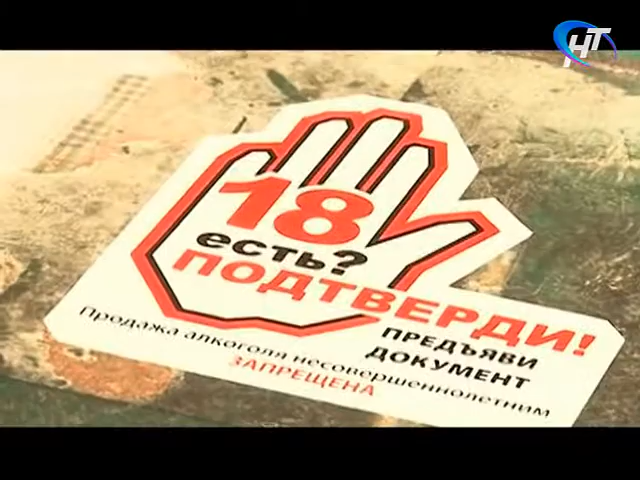 НТ
18
есть?
ПОДТВЕРДИ!
ПРЕДЪЯВИ
ДОКУМЕНТ
Продажа алкоголя несовершеннолетним
ЗАПРЕЩЕНА